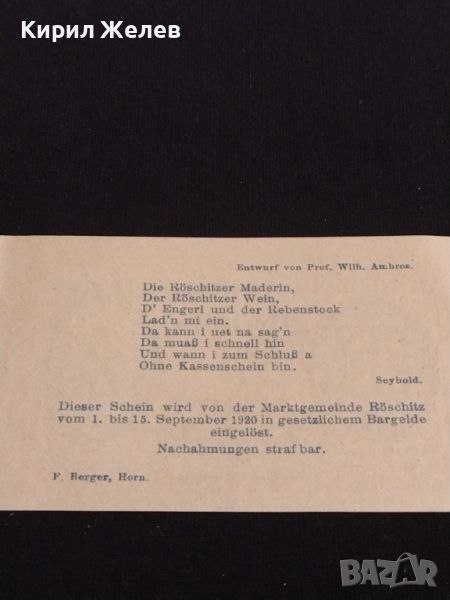 Кирил Желев
Entwurf von Prof. Wilh. Ambros.
Die Röschitzer Maderln,
Der Röschitzer Wein,
D' Engerl und der Rebenstock
Lad'n mi ein.
Da kann i net na sag'n
Da muaß i schnell hin
Und wann i zum Schluß a
Ohne Kassenschein bin.
Seybold.
Dieser Schein wird von der Marktgemeinde Röschitz
vom 1. bis 15. September 1920 in gesetzlichem Bargelde
eingelöst.
Nachahmungen strafbar.
F. Berger, Horn.
BAZAR